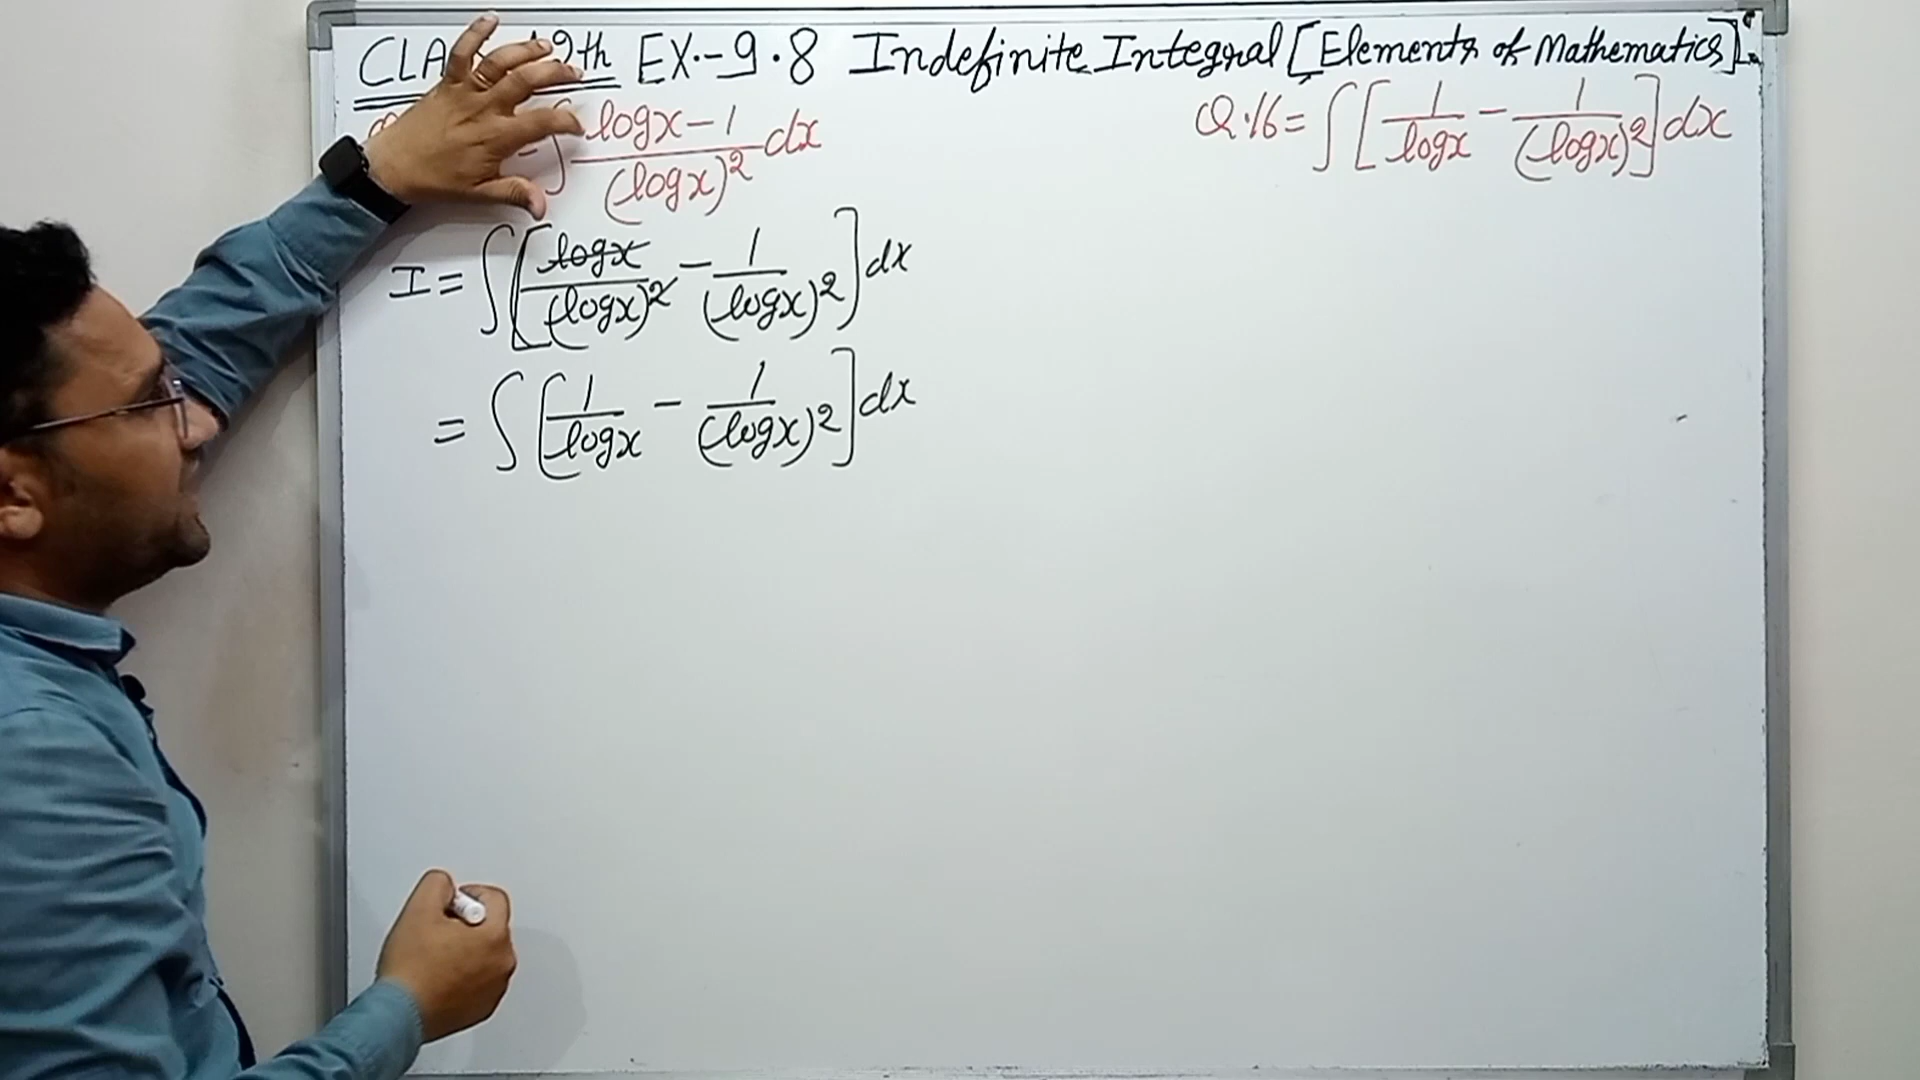 CLA 12th EX.-9.8 Indefinite Integral [Elements of Mathematics]
= ∫ (logx-1)/(logx)² dx
Q.16 = ∫ [1/logx - 1/(logx)²] dx
I = ∫ [logx/(logx)² - 1/(logx)²] dx
= ∫ [1/logx - 1/(logx)²] dx